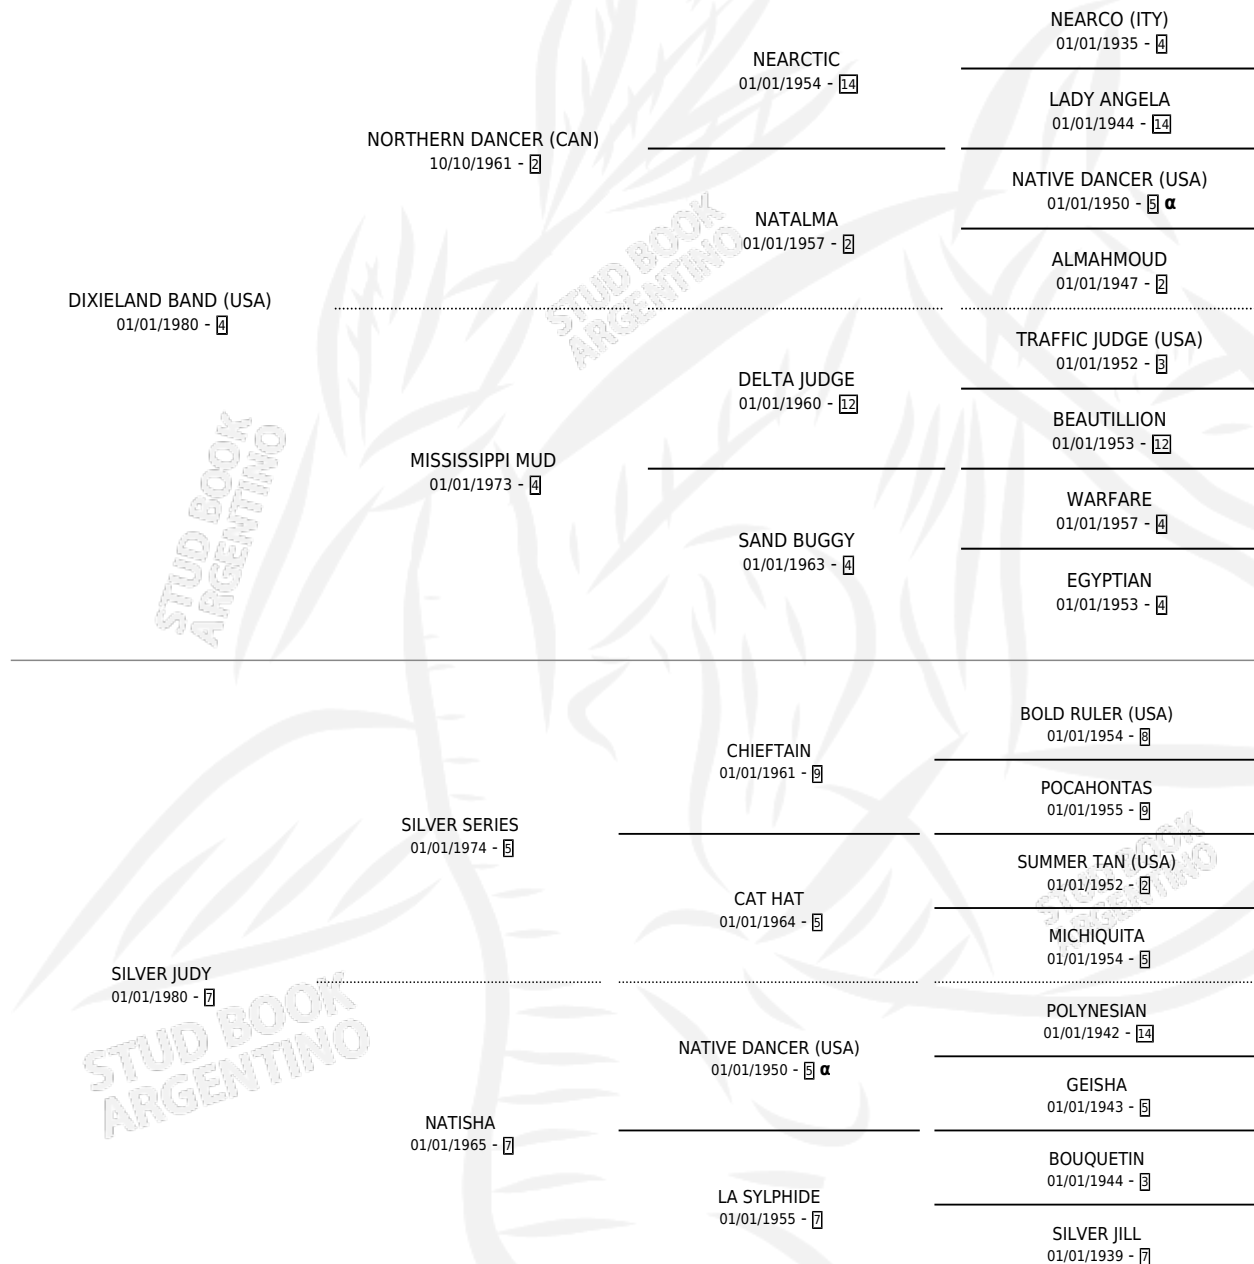 NEARCO (ITY)
01/01/1935 - 4
NEARCTIC
01/01/1954 - 14
LADY ANGELA
01/01/1944 - 14
NORTHERN DANCER (CAN)
10/10/1961 - 2
NATIVE DANCER (USA)
01/01/1950 - 5 α
NATALMA
01/01/1957 - 2
ALMAHMOUD
01/01/1947 - 2
STUD BOOK
ARGENTINO
DIXIELAND BAND (USA)
01/01/1980 - 4
TRAFFIC JUDGE (USA)
01/01/1952 - 3
DELTA JUDGE
01/01/1960 - 12
BEAUTILLION
01/01/1953 - 12
MISSISSIPPI MUD
01/01/1973 - 4
WARFARE
01/01/1957 - 4
SAND BUGGY
01/01/1963 - 4
EGYPTIAN
01/01/1953 - 4
STUD BOOK
ARGENTINO
BOLD RULER (USA)
01/01/1954 - 8
CHIEFTAIN
01/01/1961 - 9
POCAHONTAS
01/01/1955 - 9
SILVER SERIES
01/01/1974 - 5
SUMMER TAN (USA)
01/01/1952 - 2
CAT HAT
01/01/1964 - 5
MICHIQUITA
01/01/1954 - 5
STUD BOOK
ARGENTINO
SILVER JUDY
01/01/1980 - 7
POLYNESIAN
01/01/1942 - 14
NATIVE DANCER (USA)
01/01/1950 - 5 α
GEISHA
01/01/1943 - 5
NATISHA
01/01/1965 - 7
BOUQUETIN
01/01/1944 - 3
LA SYLPHIDE
01/01/1955 - 7
SILVER JILL
01/01/1939 - 7
STUD BOOK
ARGENTINO